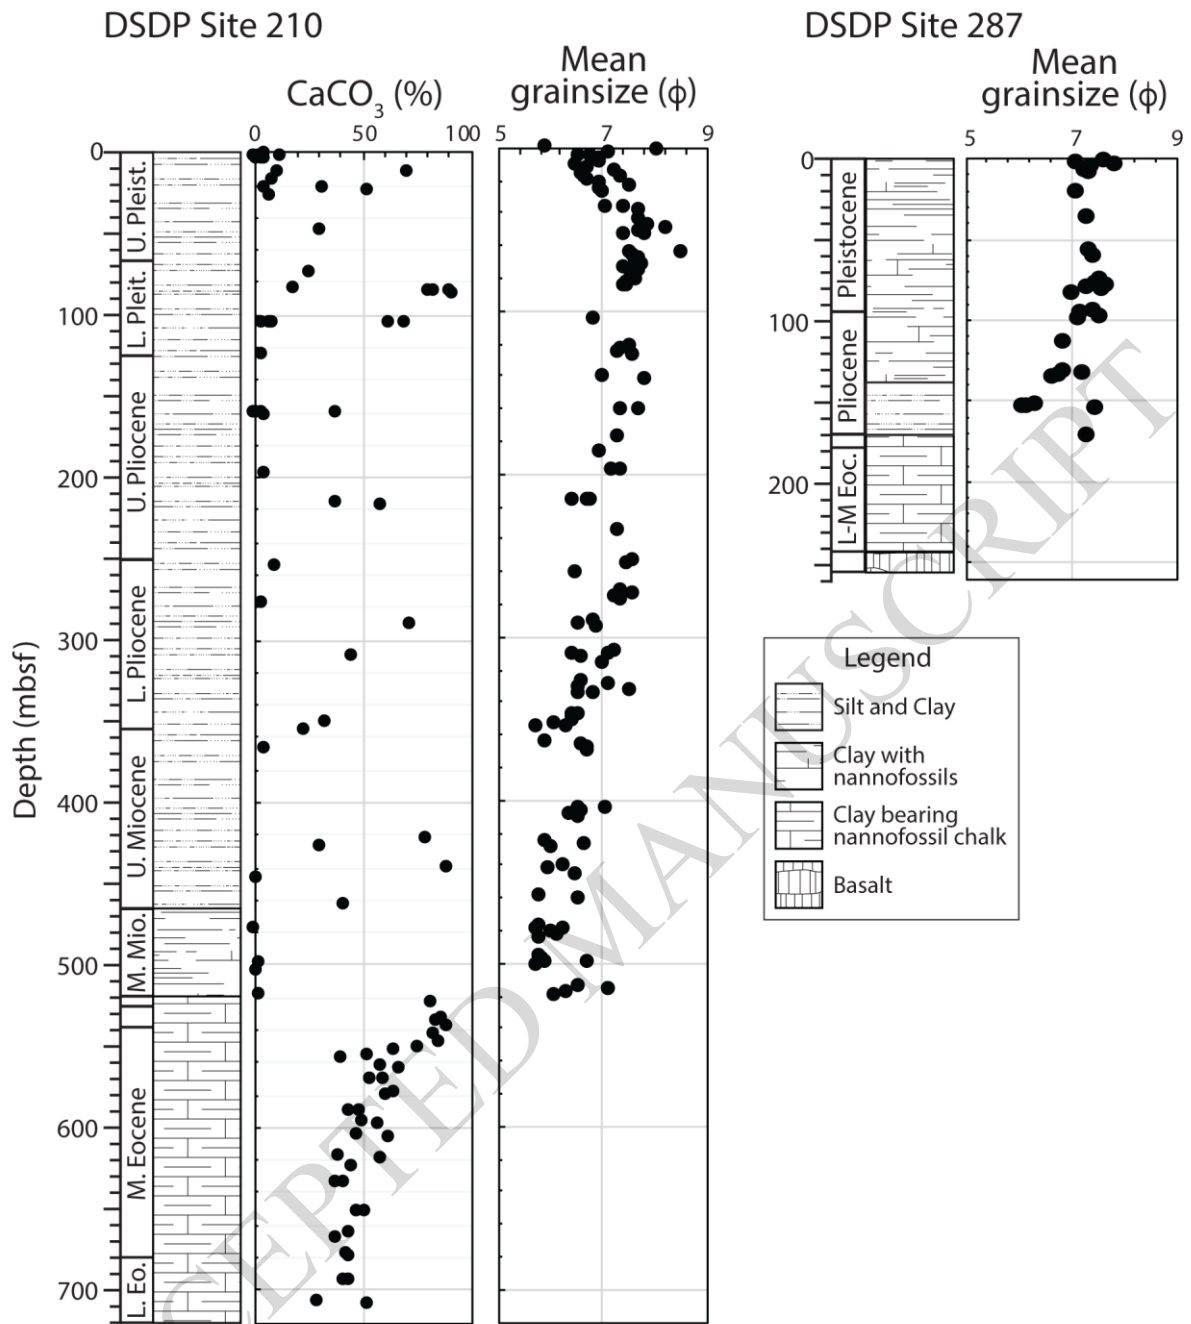 DSDP Site 210
CaCO₃ (%)
Mean
grainsize (ϕ)
0 50 100
5 7 9
0
100
200
300
400
500
600
700
Depth (mbsf)
U. Pleist.
L. Pleit.
U. Pliocene
L. Pliocene
U. Miocene
M. Mio.
M. Eocene
L. Eo.
DSDP Site 287
Mean
grainsize (ϕ)
5 7 9
0
100
200
Pleistocene
Pliocene
L-M Eoc.
Legend
Silt and Clay
Clay with
nannofossils
Clay bearing
nannofossil chalk
Basalt
CEPTED MANUSCRIPT